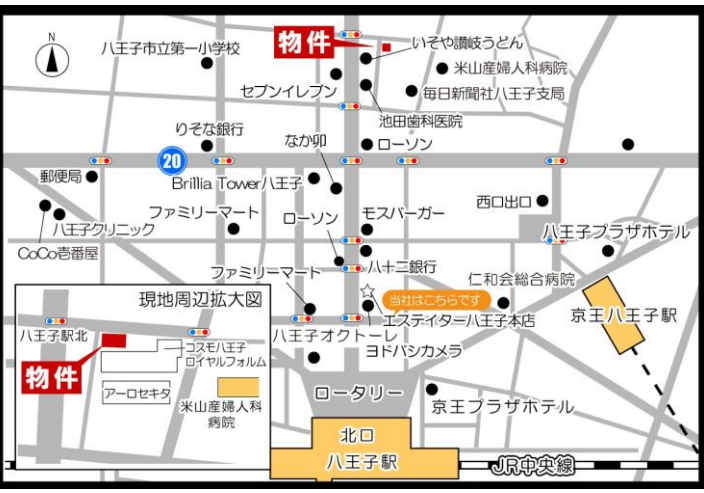 N
八王子市立第一小学校
物件
いそや讃岐うどん
米山産婦人科病院
セブンイレブン
毎日新聞社八王子支局
池田歯科医院
りそな銀行
なか卯
ローソン
20
郵便局
Brillia Tower八王子
西口出口
八王子クリニック
ファミリーマート
ローソン
モスバーガー
八王子プラザホテル
CoCo壱番屋
八十二銀行
ファミリーマート
仁和会総合病院
当社はこちらです
エステイター八王子本店
京王八王子駅
八王子オクトーレ
ヨドバシカメラ
現地周辺拡大図
八王子駅北
コスモ八王子
ロイヤルフォルム
物件
アーロセキタ
米山産婦人科
病院
ロータリー
京王プラザホテル
北口
八王子駅
JR中央線